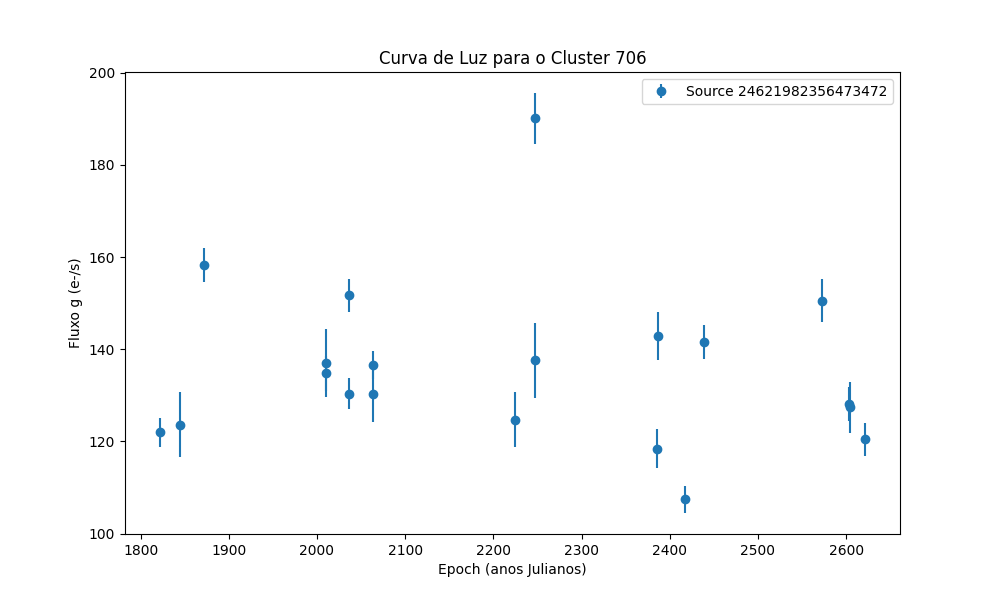 Curva de Luz para o Cluster 706
Source 24621982356473472
Fluxo g (e-/s)
200
180
160
140
120
100
1800 1900 2000 2100 2200 2300 2400 2500 2600
Epoch (anos Julianos)